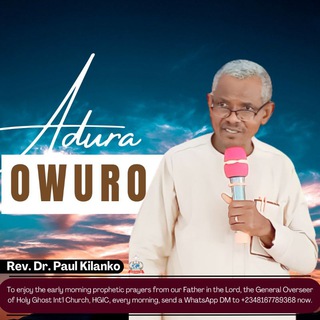 Adura
OWURO
Rev. Dr. Paul Kilanko
To enjoy the early morning prophetic prayers from our Father in the Lord, the General Overseer
of Holy Ghost Int'l Church, HGIC, every morning, send a WhatsApp DM to +2348167789368 now.